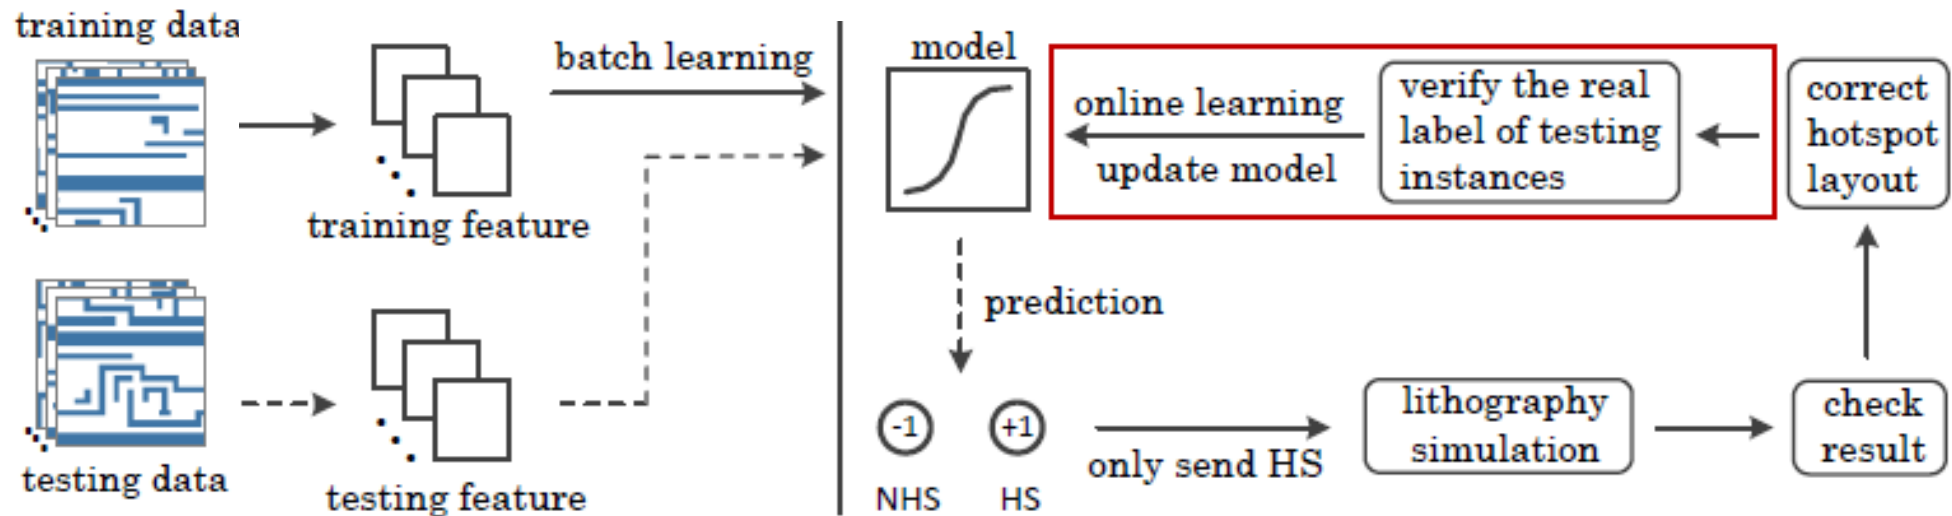 training data
training feature
batch learning
testing data
testing feature
model
online learning
update model
verify the real
label of testing
instances
correct
hotspot
layout
prediction
-1
+1
NHS
HS
only send HS
lithography
simulation
check
result